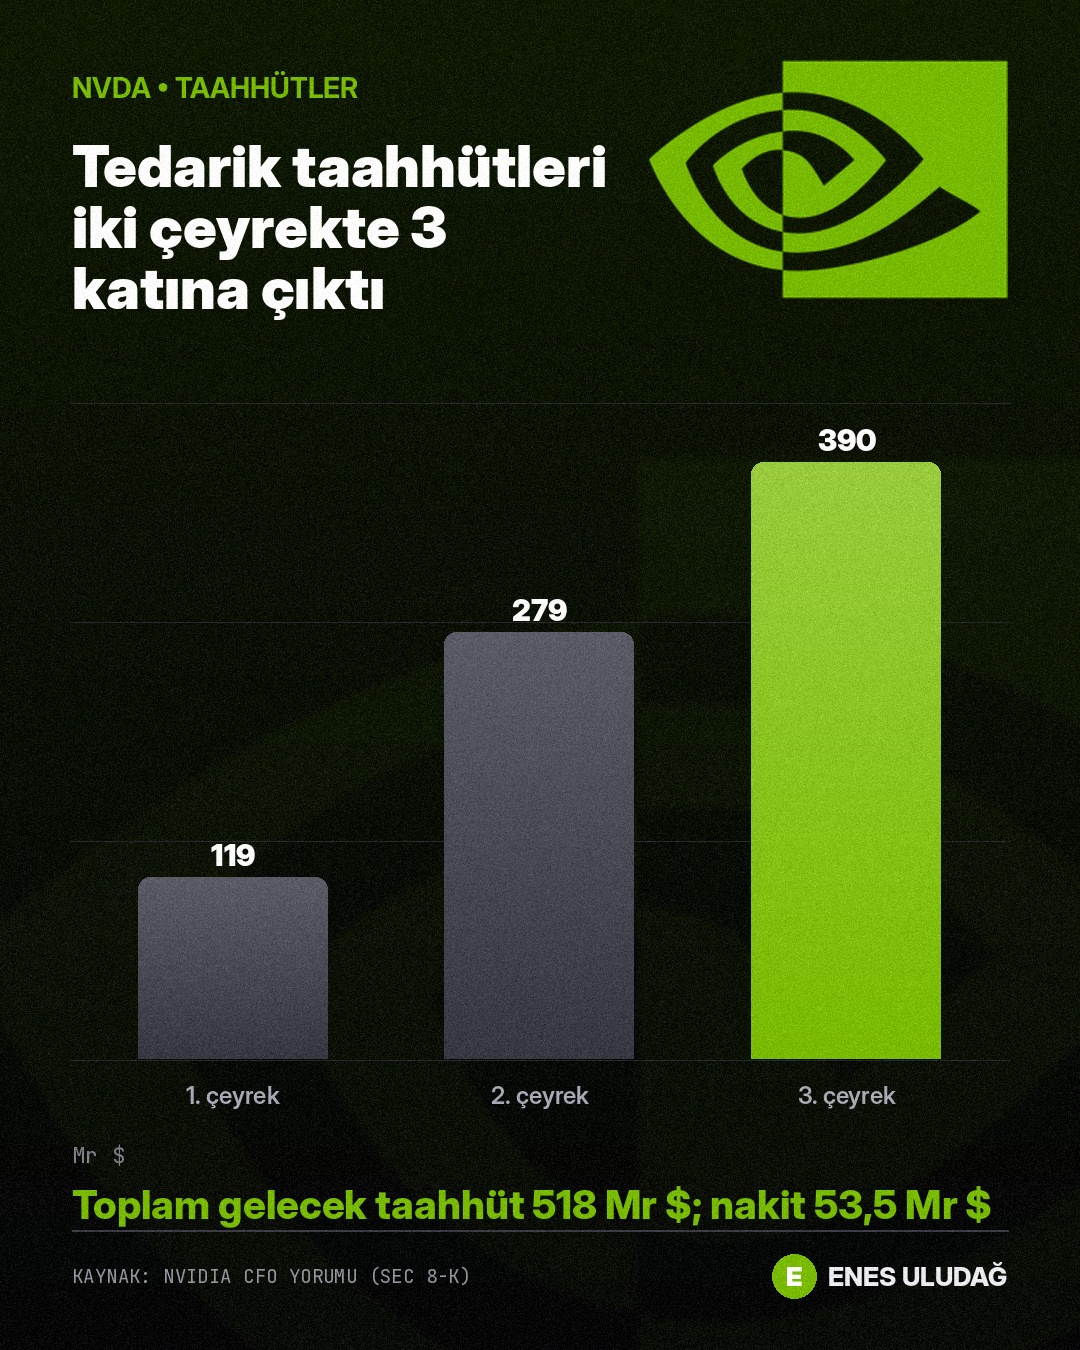 NVDA • TAAHHÜTLER
Tedarik taahhütleri
iki çeyrekte 3
katına çıktı
390
279
119
1. çeyrek
2. çeyrek
3. çeyrek
Mr $
Toplam gelecek taahhüt 518 Mr $; nakit 53,5 Mr $
KAYNAK: NVIDIA CFO YORUMU (SEC 8-K)
E ENES ULUDAĞ